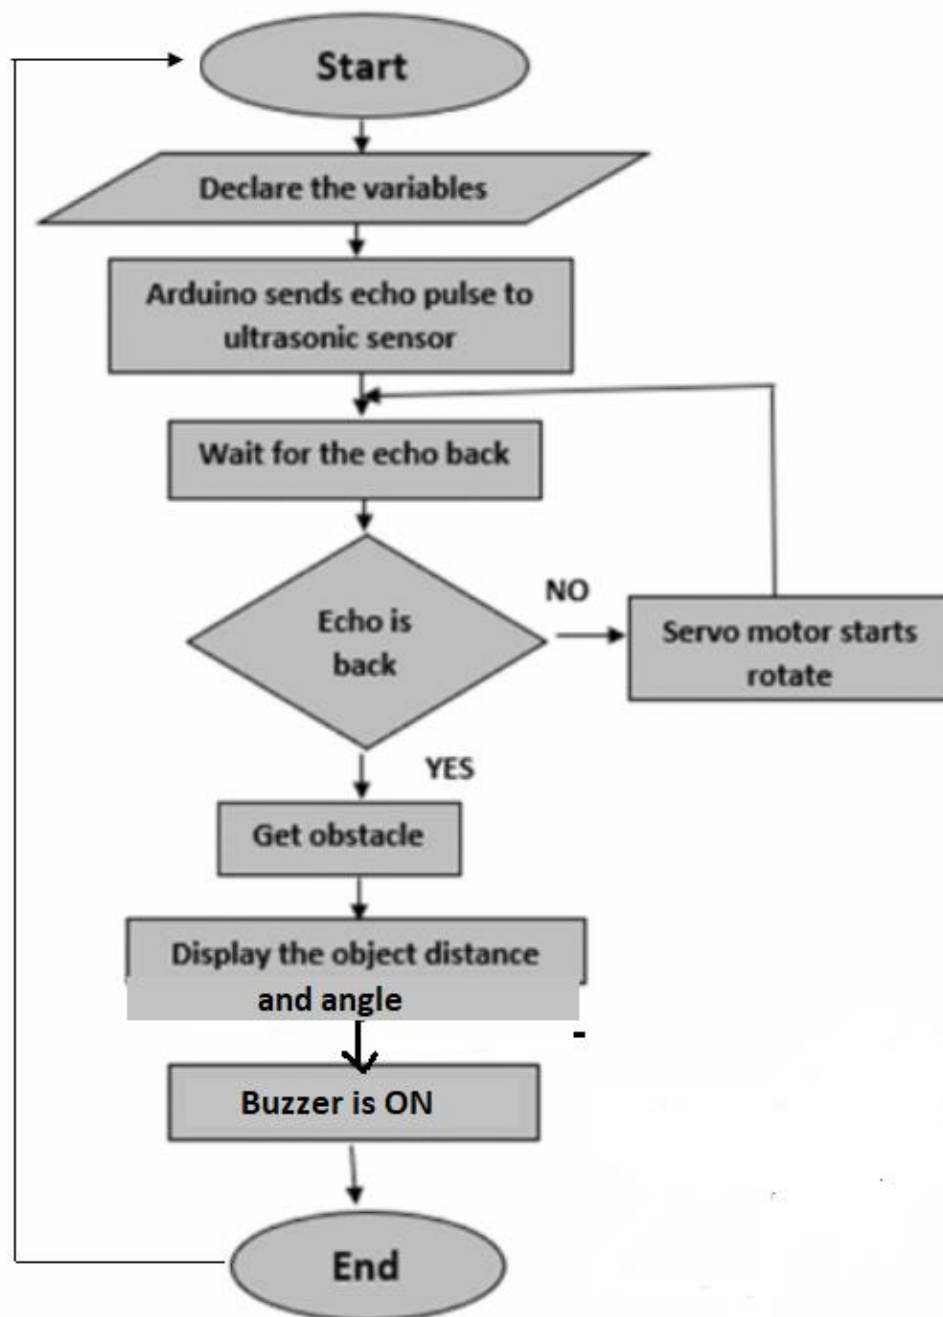 Start
Declare the variables
Arduino sends echo pulse to
ultrasonic sensor
Wait for the echo back
Echo is
back
NO
Servo motor starts
rotate
YES
Get obstacle
Display the object distance
and angle
Buzzer is ON
End